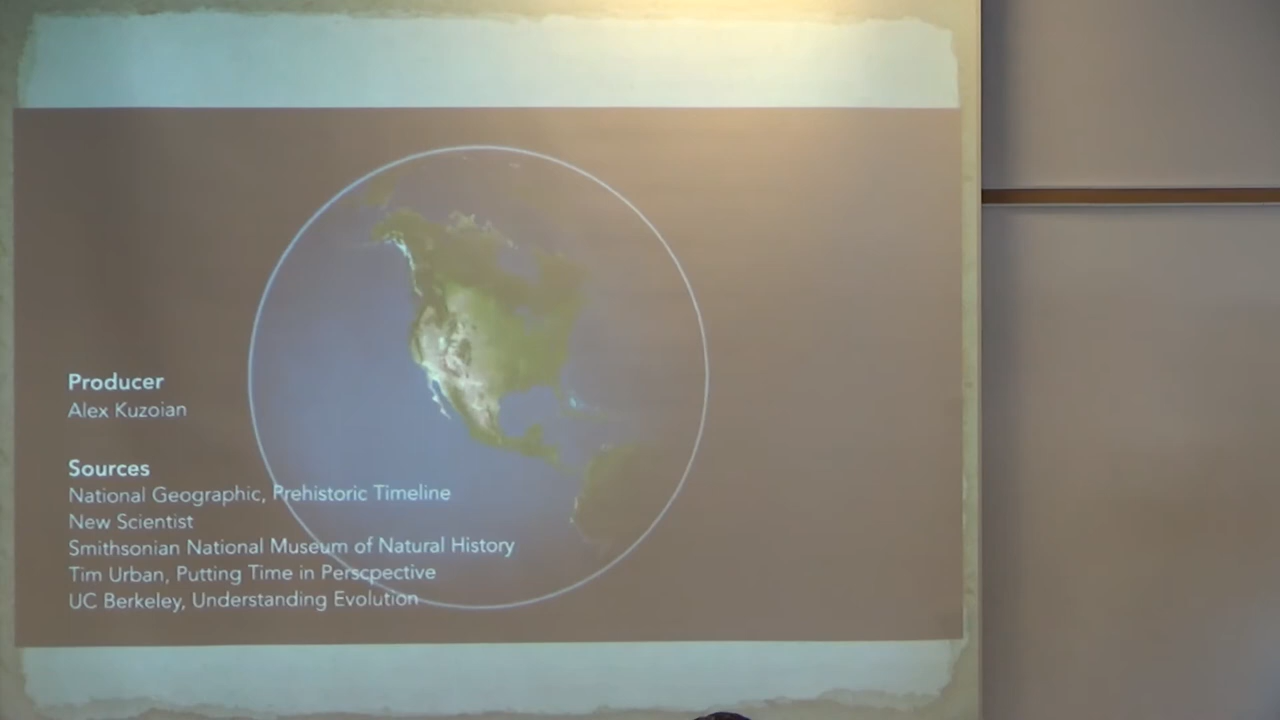 Producer
Alex Kuzoian
Sources
National Geographic, Prehistoric Timeline
New Scientist
Smithsonian National Museum of Natural History
Tim Urban, Putting Time in Perscpective
UC Berkeley, Understanding Evolution